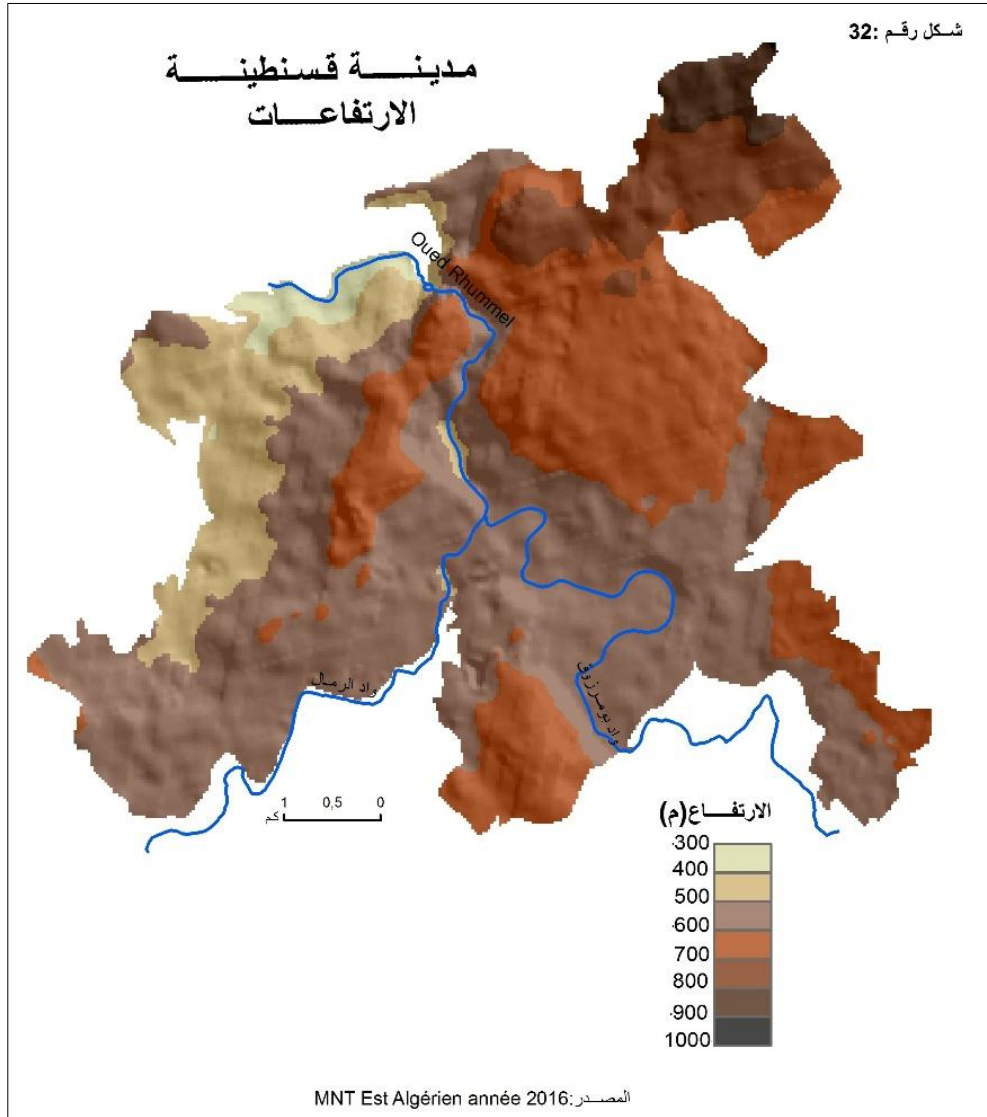 شكل رقم :32
مدينة قسنطينة
الارتفاعات
Oued Rhummel
واد الرمال
واد بومرزوق
1 0,5 0
كم
الارتفاع(م)
300
400
500
600
700
800
900
1000
المصدر:MNT Est Algérien année 2016